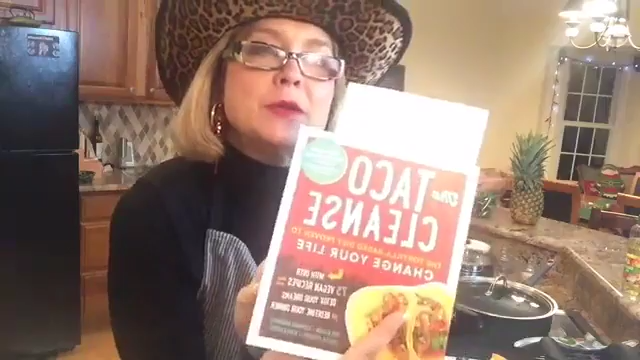 The
TACO
CLEANSE
THE TORTILLA-BASED DIET PROVEN TO
CHANGE YOUR LIFE
WITH OVER
75 VEGAN RECIPES
DETOX YOUR DREAMS
REDEFINE YOUR DINNER